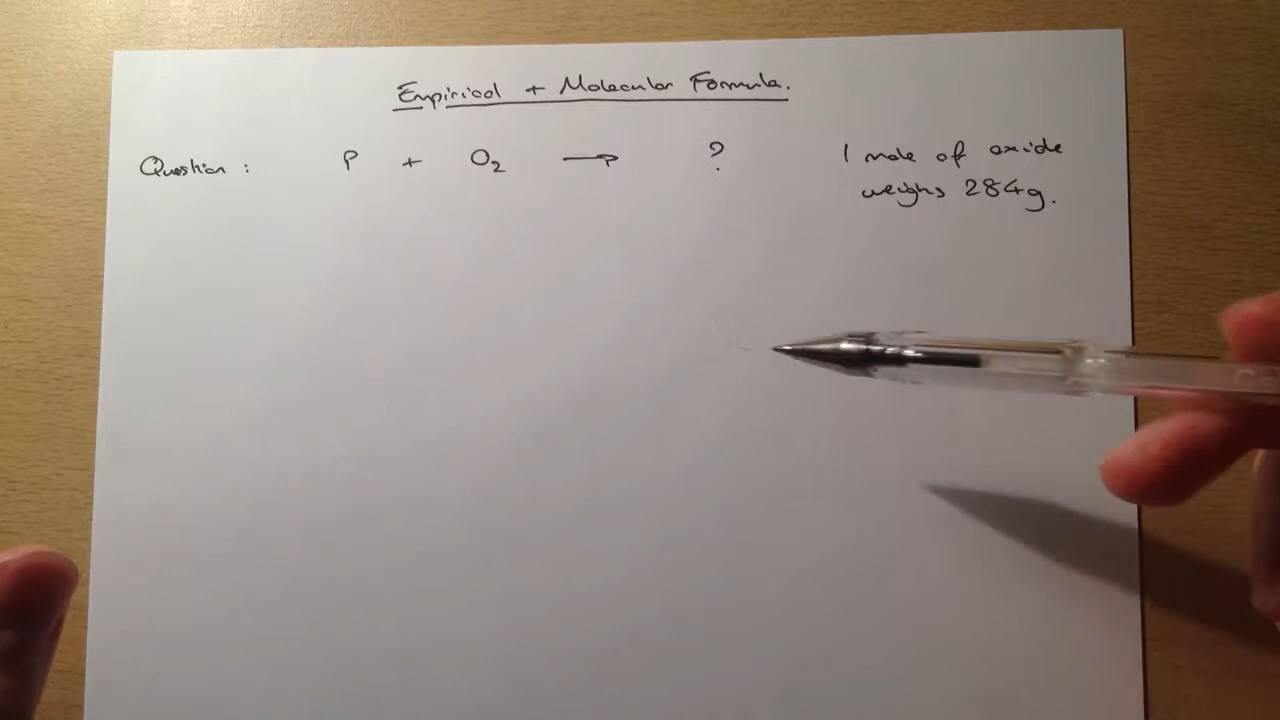 Empirical + Molecular Formula.
Question : P + O₂ → ? 1 mole of oxide
weighs 284g.